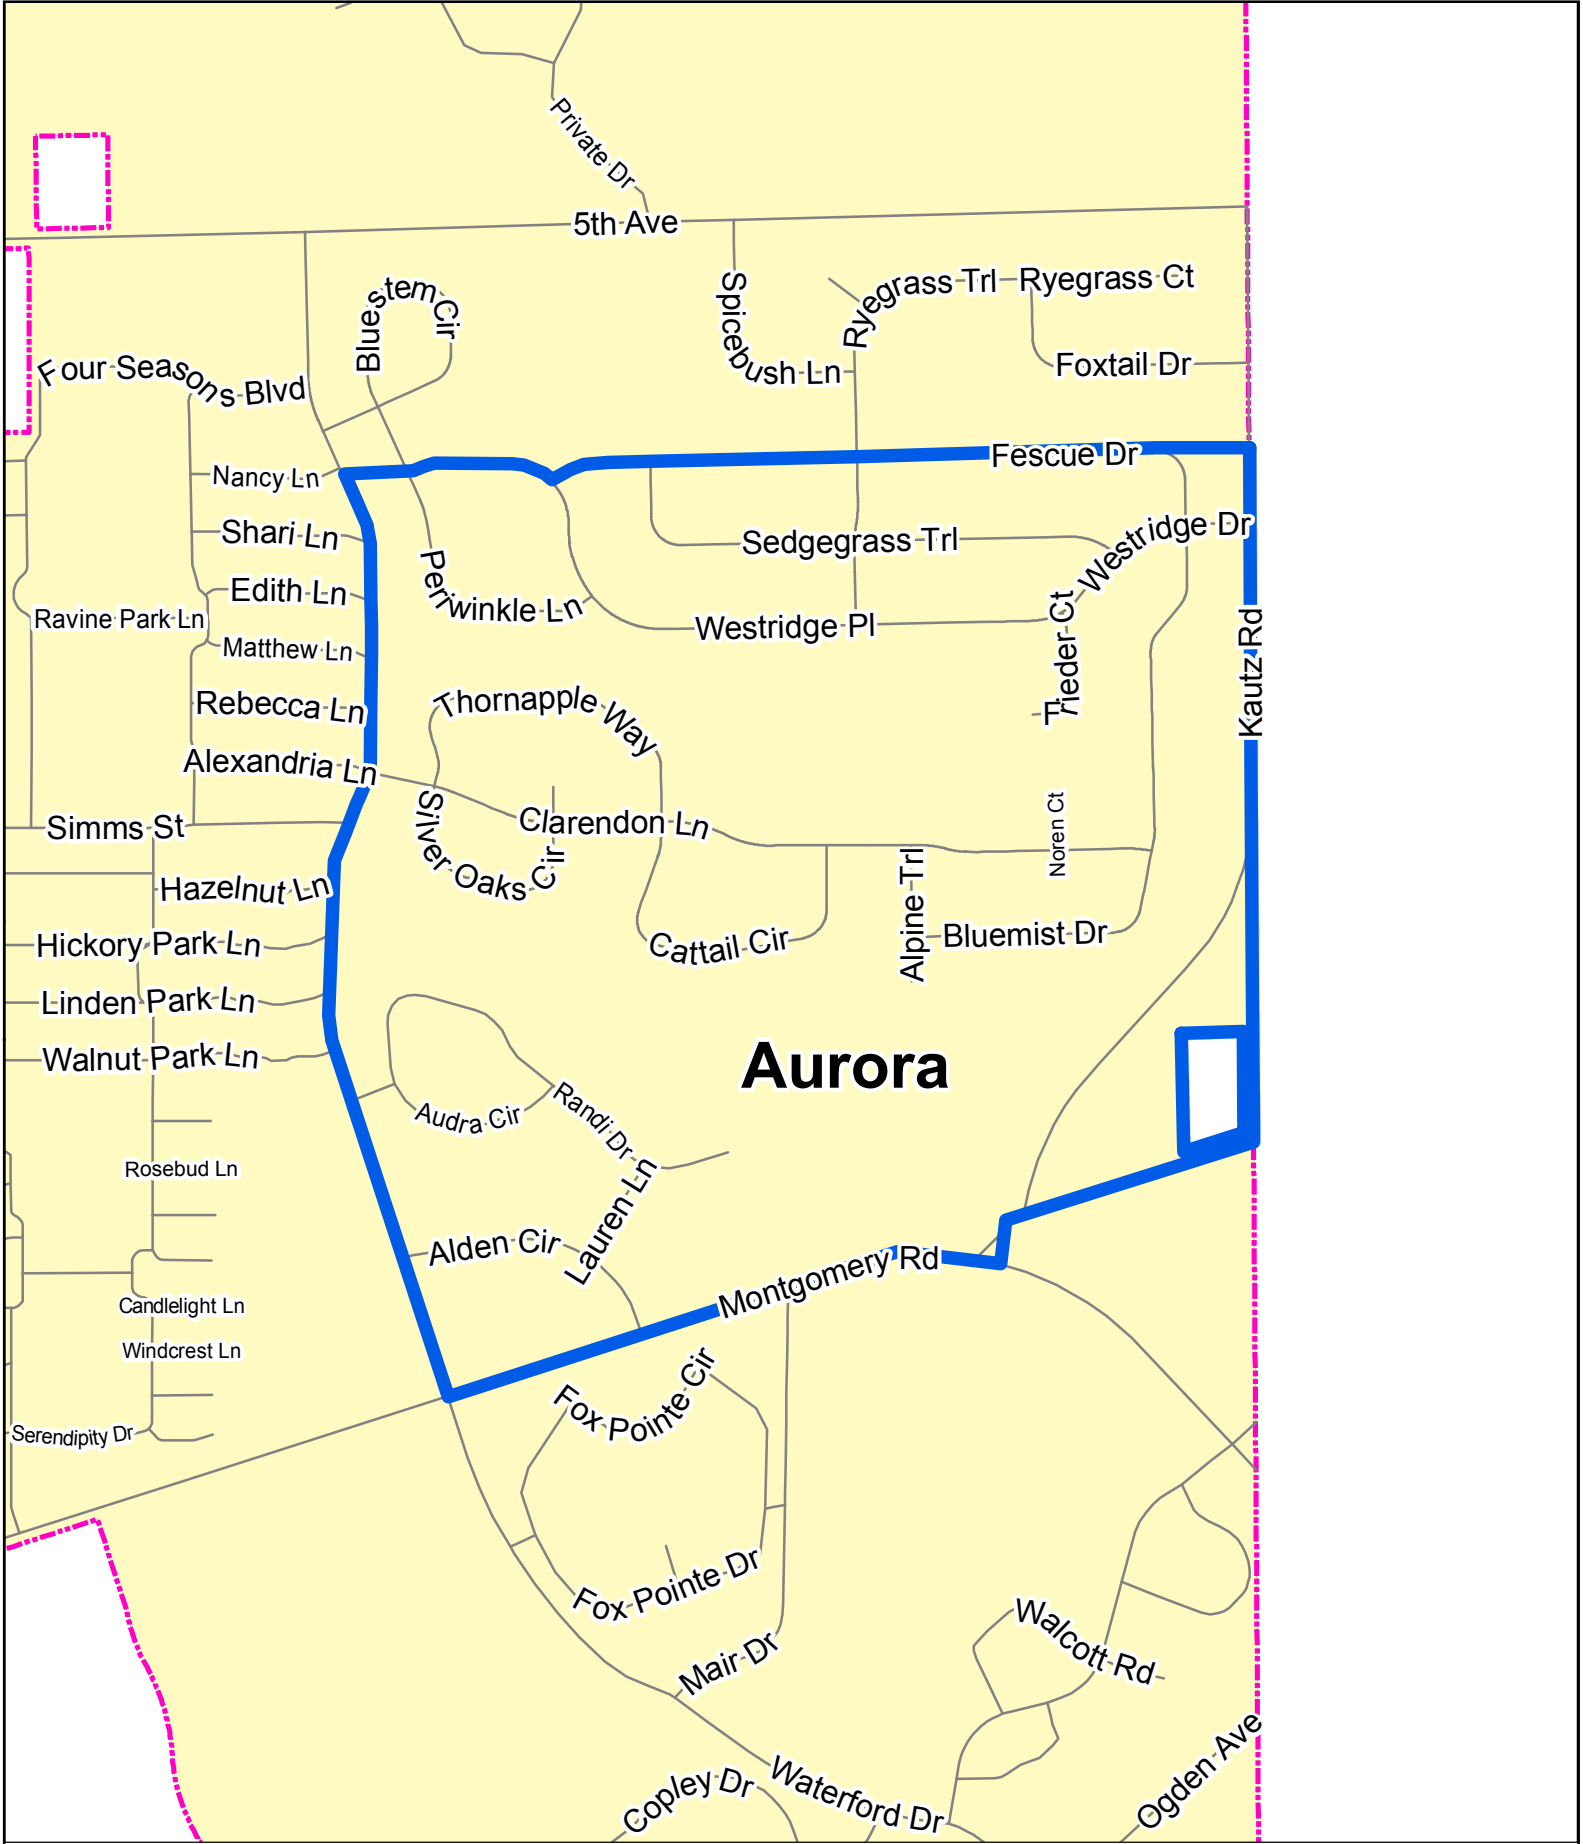 Private Dr
5th Ave
Bluestem Cir
Spicebush Ln
Ryegrass Trl
Ryegrass Ct
Foxtail Dr
Four Seasons Blvd
Nancy Ln
Fescue Dr
Shari Ln
Sedgegrass Trl
Westridge Dr
Edith Ln
Periwinkle Ln
Ravine Park Ln
Westridge Pl
Frieder Ct
Kautz Rd
Matthew Ln
Rebecca Ln
Thornapple Way
Alexandria Ln
Simms St
Silver Oaks Cir
Clarendon Ln
Noren Ct
Hazelnut Ln
Alpine Trl
Hickory Park Ln
Cattail Cir
Bluemist Dr
Linden Park Ln
Walnut Park Ln
Aurora
Audra Cir
Randi Dr
Rosebud Ln
Lauren Ln
Alden Cir
Montgomery Rd
Candlelight Ln
Windcrest Ln
Fox Pointe Cir
Serendipity Dr
Fox Pointe Dr
Mair Dr
Walcott Rd
Copley Dr
Waterford Dr
Ogden Ave